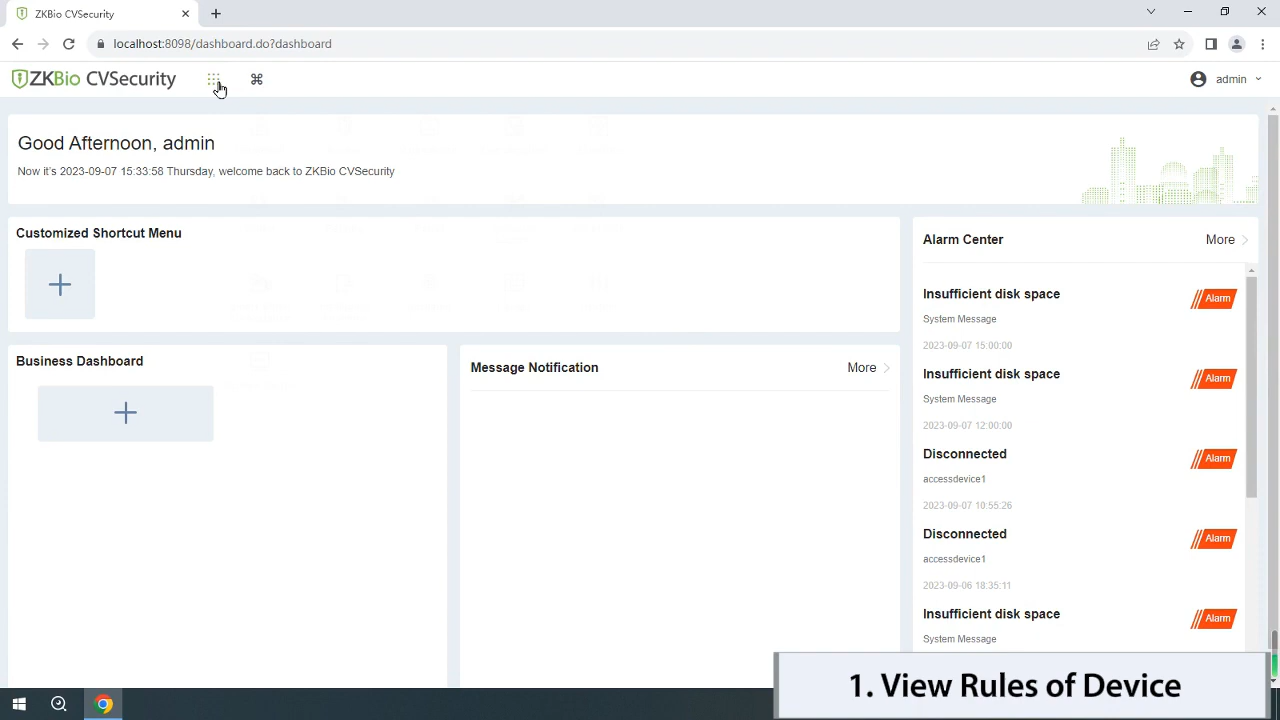 ZKBio CVSecurity
localhost:8098/dashboard.do?dashboard
ZKBio CVSecurity
admin
Good Afternoon, admin
Now it's 2023-09-07 15:33:58 Thursday, welcome back to ZKBio CVSecurity
Customized Shortcut Menu
Business Dashboard
Message Notification
More
Alarm Center
More
Insufficient disk space
Alarm
System Message
2023-09-07 15:00:00
Insufficient disk space
Alarm
System Message
2023-09-07 12:00:00
Disconnected
Alarm
accessdevice1
2023-09-07 10:55:26
Disconnected
Alarm
accessdevice1
2023-09-06 18:35:11
Insufficient disk space
Alarm
System Message
1. View Rules of Device